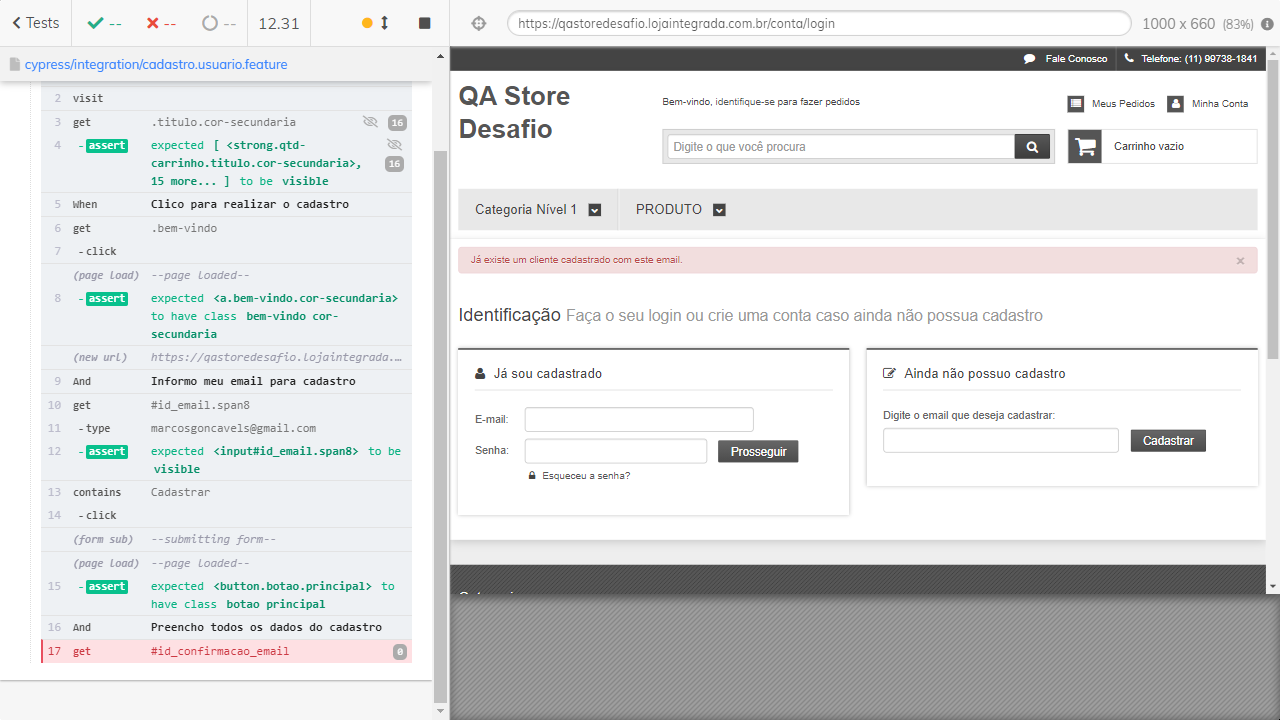 Tests
--
--
--
12.31
https://qastoredesafio.lojaintegrada.com.br/conta/login
1000 x 660 (83%)
cypress/integration/cadastro.usuario.feature
2 visit
3 get .titulo.cor-secundaria 16
4 - assert expected [ <strong.qtd-
carrinho.titulo.cor-secundaria>, 16
15 more... ] to be visible
5 When Clico para realizar o cadastro
6 get .bem-vindo
7 - click
(page load) --page loaded--
8 - assert expected <a.bem-vindo.cor-secundaria>
to have class bem-vindo cor-
secundaria
(new url) https://qastoredesafio.lojaintegrada.…
9 And Informo meu email para cadastro
10 get #id_email.span8
11 - type marcosgoncavels@gmail.com
12 - assert expected <input#id_email.span8> to be
visible
13 contains Cadastrar
14 - click
(form sub) --submitting form--
(page load) --page loaded--
15 - assert expected <button.botao.principal> to
have class botao principal
16 And Preencho todos os dados do cadastro
17 get #id_confirmacao_email 0
Fale Conosco
Telefone: (11) 99738-1841
QA Store
Desafio
Bem-vindo, identifique-se para fazer pedidos
Meus Pedidos
Minha Conta
Digite o que você procura
Carrinho vazio
Categoria Nível 1
PRODUTO
Já existe um cliente cadastrado com este email. ×
Identificação Faça o seu login ou crie uma conta caso ainda não possua cadastro
Já sou cadastrado
E-mail:
Senha:
Prosseguir
Esqueceu a senha?
Ainda não possuo cadastro
Digite o email que deseja cadastrar:
Cadastrar